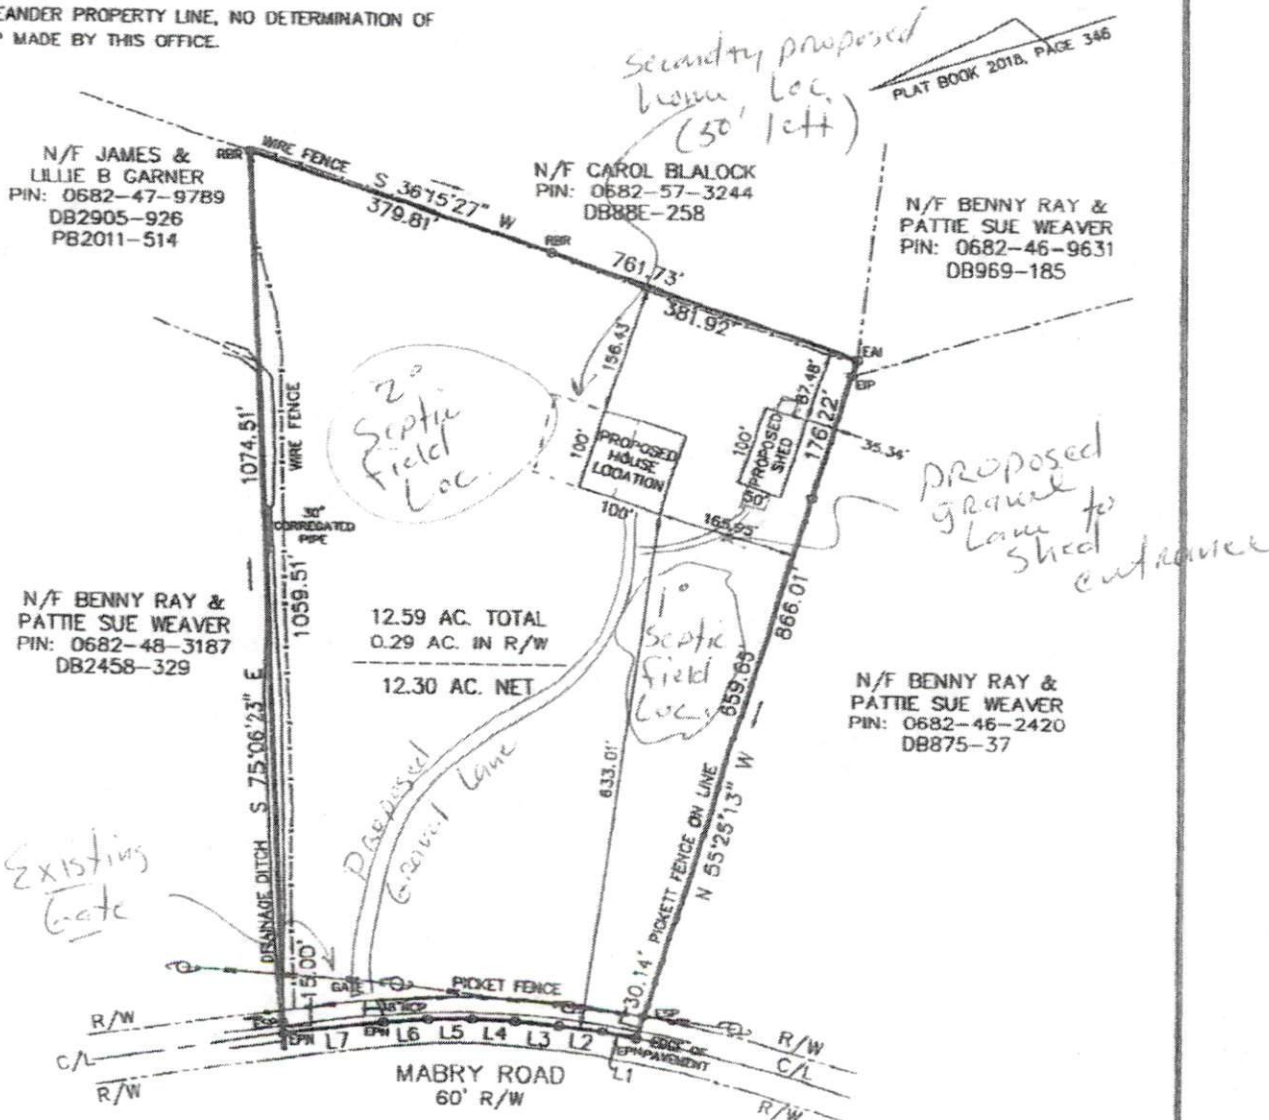 EANDER PROPERTY LINE, NO DETERMINATION OF
MADE BY THIS OFFICE.
Secondry proposed
home Loc.
(50' left)
PLAT BOOK 2018, PAGE 346
N/F JAMES &
LILLIE B GARNER
PIN: 0682-47-9789
DB2905-926
PB2011-514
RBR
WIRE FENCE
S 36°15'27" W
379.81'
N/F CAROL BLALOCK
PIN: 0682-57-3244
DB88E-258
N/F BENNY RAY &
PATTIE SUE WEAVER
PIN: 0682-46-9631
DB969-185
RBR
761.73'
381.92'
EAI
EIP
156.43'
87.48'
176.22'
35.34'
2°
Septic
Field
Loc.
100'
PROPOSED
HOUSE
LOCATION
100'
100'
PROPOSED
SHED
50'
165.95'
Proposed
gravel
Lane to
Shed
entrance
1074.51'
WIRE FENCE
30"
CORREGATED
PIPE
1059.51'
N/F BENNY RAY &
PATTIE SUE WEAVER
PIN: 0682-48-3187
DB2458-329
12.59 AC. TOTAL
0.29 AC. IN R/W
12.30 AC. NET
1°
Septic
field
Loc.
866.01'
659.65'
N/F BENNY RAY &
PATTIE SUE WEAVER
PIN: 0682-46-2420
DB875-37
DRAINAGE DITCH
S 75°06'23" E
Proposed
Gravel Lane
633.01'
PICKETT FENCE ON LINE
N 55°25'13" W
Existing
Gate
15.00'
GATE
PICKET FENCE
30.14'
R/W
C/L
R/W
EPN
L7
EPN
L6
L5
L4
L3
L2
L1
EPN
EDGE OF
PAVEMENT
R/W
C/L
R/W
MABRY ROAD
60' R/W